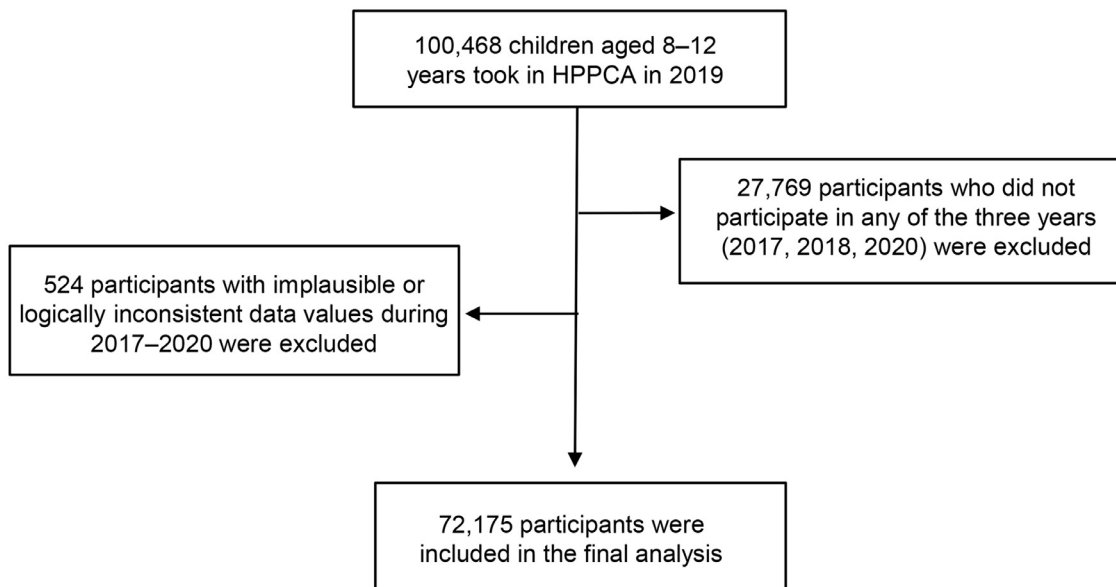 100,468 children aged 8–12
years took in HPPCA in 2019
27,769 participants who did not
participate in any of the three years
(2017, 2018, 2020) were excluded
524 participants with implausible or
logically inconsistent data values during
2017–2020 were excluded
72,175 participants were
included in the final analysis